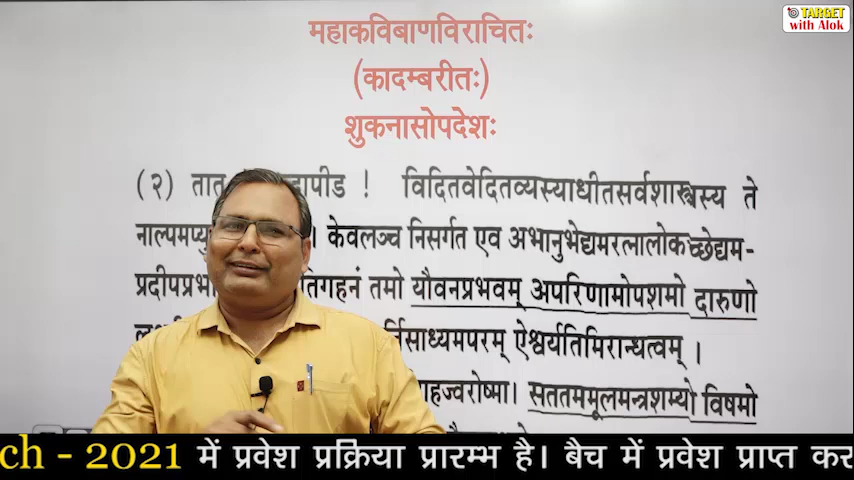 TARGET
with Alok
महाकविबाणविराचितः
(कादम्बरीतः)
शुकनासोपदेशः
(२) तात पीड ! विदितवेदितव्यस्याधीतसर्वशास्त्रस्य ते
नाल्पमप्यु । केवलञ्च निसर्गत एव अभानुभेद्यमरत्नालोकच्छेद्यम-
प्रदीपप्रभ तिगहनं तमो यौवनप्रभवम् अपरिणामोपशमो दारुणो
साध्यमपरम् ऐश्वर्यतिमिरान्धत्वम् ।
ाहज्वरोष्मा। सततममूलमन्त्रशम्यो विषमो
ch - 2021 में प्रवेश प्रक्रिया प्रारम्भ है। बैच में प्रवेश प्राप्त कर